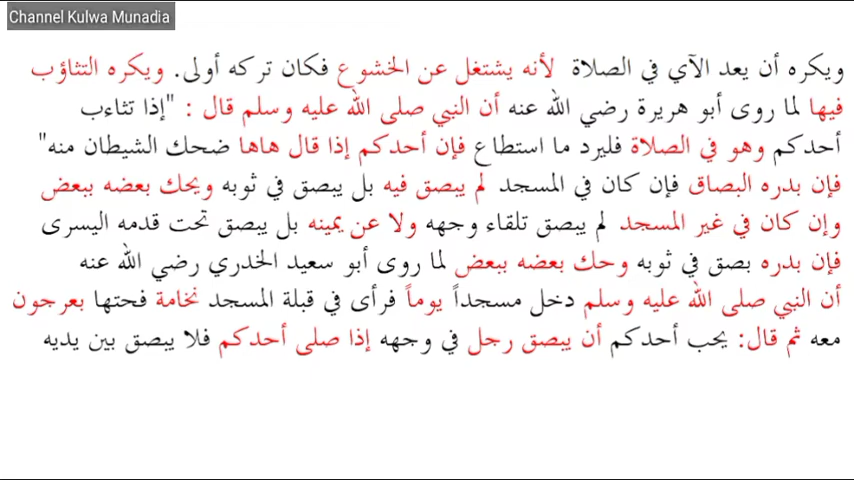 Channel Kulwa Munadia
ويكره أن يعد الآي في الصلاة لأنه يشتغل عن الخشوع فكان تركه أولى. ويكره التثاؤب
فيها لما روى أبو هريرة رضي الله عنه أن النبي صلى الله عليه وسلم قال : "إذا تثاءب
أحدكم وهو في الصلاة فليرد ما استطاع فإن أحدكم إذا قال هاها ضحك الشيطان منه"
فإن بدره البصاق فإن كان في المسجد لم يبصق فيه بل يبصق في ثوبه ويحك بعضه ببعض
وإن كان في غير المسجد لم يبصق تلقاء وجهه ولا عن يمينه بل يبصق تحت قدمه اليسرى
فإن بدره بصق في ثوبه وحك بعضه ببعض لما روى أبو سعيد الخدري رضي الله عنه
أن النبي صلى الله عليه وسلم دخل مسجداً يوماً فرأى في قبلة المسجد نخامة فحتها بعرجون
معه ثم قال: يحب أحدكم أن يبصق رجل في وجهه إذا صلى أحدكم فلا يبصق بين يديه